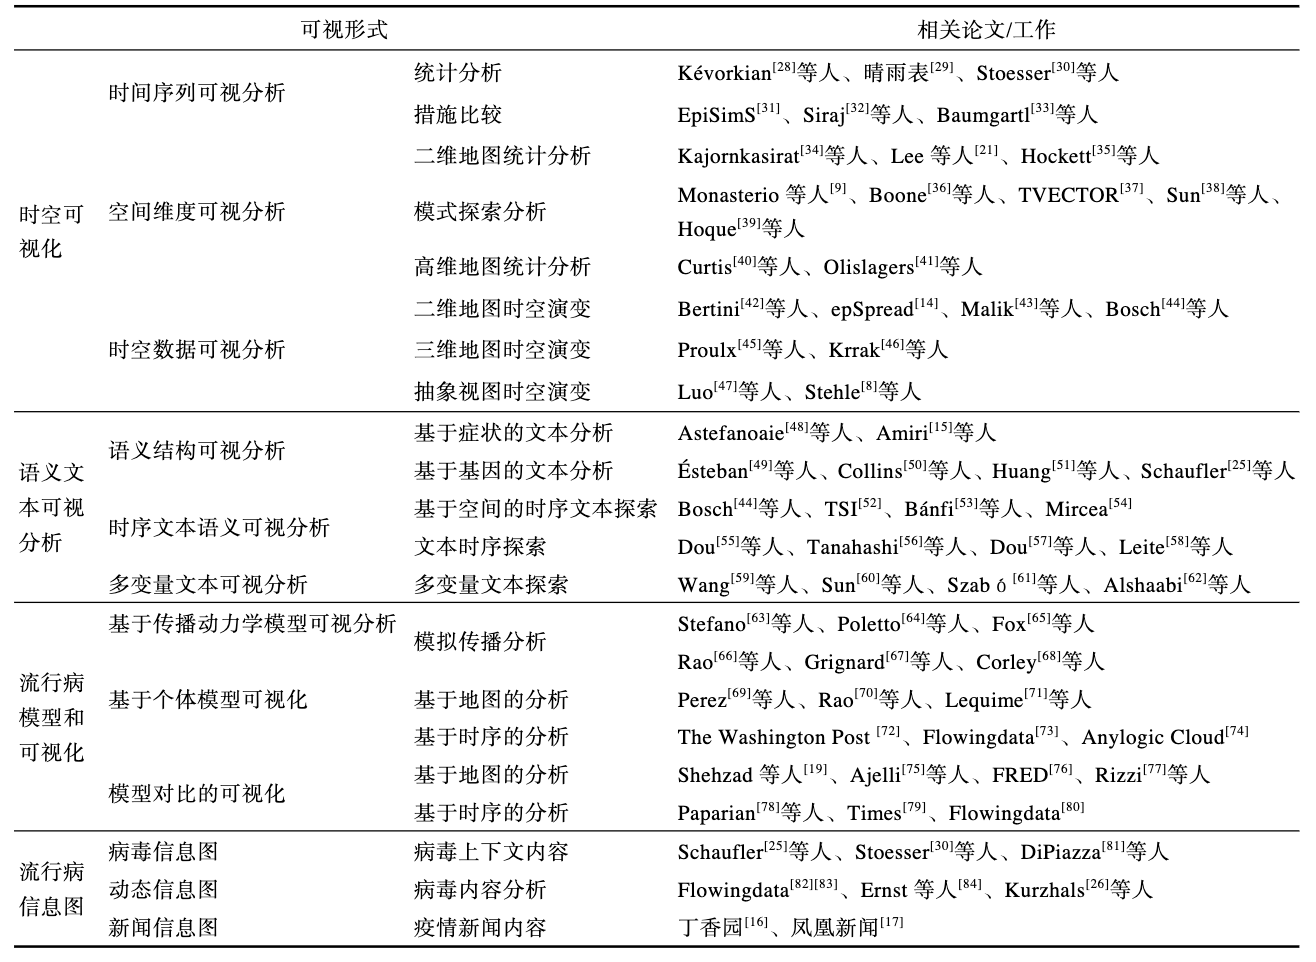 可视形式 相关论文/工作
时空可视化 时间序列可视分析 统计分析 Kévorkian[28]等人、晴雨表[29]、Stoesser[30]等人
措施比较 EpiSimS[31]、Siraj[32]等人、Baumgartl[33]等人
空间维度可视分析 二维地图统计分析 Kajornkasirat[34]等人、Lee 等人[21]、Hockett[35]等人
模式探索分析 Monasterio 等人[9]、Boone[36]等人、TVECTOR[37]、Sun[38]等人、
Hoque[39]等人
高维地图统计分析 Curtis[40]等人、Olislagers[41]等人
时空数据可视分析 二维地图时空演变 Bertini[42]等人、epSpread[14]、Malik[43]等人、Bosch[44]等人
三维地图时空演变 Proulx[45]等人、Krrak[46]等人
抽象视图时空演变 Luo[47]等人、Stehle[8]等人
语义文本可视分析 语义结构可视分析 基于症状的文本分析 Astefanoaie[48]等人、Amiri[15]等人
基于基因的文本分析 Ésteban[49]等人、Collins[50]等人、Huang[51]等人、Schaufler[25]等人
时序文本语义可视分析 基于空间的时序文本探索 Bosch[44]等人、TSI[52]、Bánfi[53]等人、Mircea[54]
文本时序探索 Dou[55]等人、Tanahashi[56]等人、Dou[57]等人、Leite[58]等人
多变量文本可视分析 多变量文本探索 Wang[59]等人、Sun[60]等人、Szab ó [61]等人、Alshaabi[62]等人
流行病模型和可视化 基于传播动力学模型可视分析 模拟传播分析 Stefano[63]等人、Poletto[64]等人、Fox[65]等人
Rao[66]等人、Grignard[67]等人、Corley[68]等人
基于个体模型可视化 基于地图的分析 Perez[69]等人、Rao[70]等人、Lequime[71]等人
基于时序的分析 The Washington Post [72]、Flowingdata[73]、Anylogic Cloud[74]
模型对比的可视化 基于地图的分析 Shehzad 等人[19]、Ajelli[75]等人、FRED[76]、Rizzi[77]等人
基于时序的分析 Paparian[78]等人、Times[79]、Flowingdata[80]
流行病信息图 病毒信息图 病毒上下文内容 Schaufler[25]等人、Stoesser[30]等人、DiPiazza[81]等人
动态信息图 病毒内容分析 Flowingdata[82][83]、Ernst 等人[84]、Kurzhals[26]等人
新闻信息图 疫情新闻内容 丁香园[16]、凤凰新闻[17]